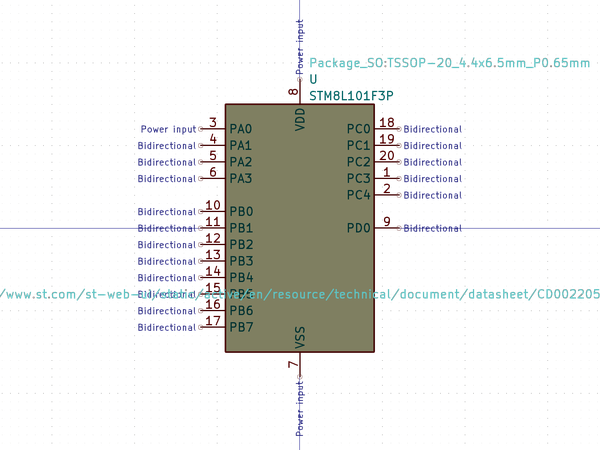 Power input
Package_SO:TSSOP-20_4.4x6.5mm_P0.65mm
U
STM8L101F3P
8
VDD
Power input 3 PA0 PC0 18 Bidirectional
Bidirectional 4 PA1 PC1 19 Bidirectional
Bidirectional 5 PA2 PC2 20 Bidirectional
Bidirectional 6 PA3 PC3 1 Bidirectional
PC4 2 Bidirectional
Bidirectional 10 PB0
Bidirectional 11 PB1 PD0 9 Bidirectional
Bidirectional 12 PB2
Bidirectional 13 PB3
Bidirectional 14 PB4
Bidirectional 15 PB5
/www.st.com/st-web- /en/resource/technical/document/datasheet/CD002205
Bidirectional 16 PB6
Bidirectional 17 PB7
VSS
7
Power input